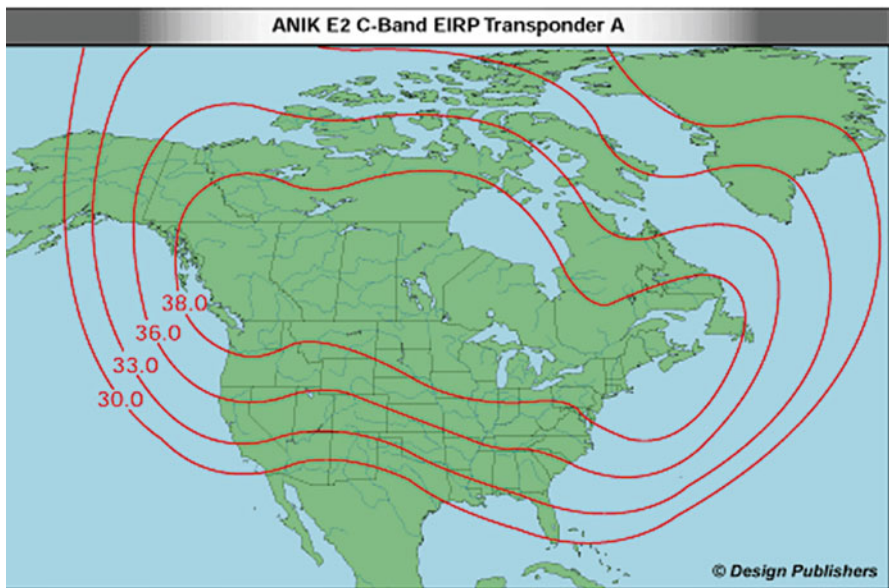 ANIK E2 C-Band EIRP Transponder A
38.0
36.0
33.0
30.0
© Design Publishers